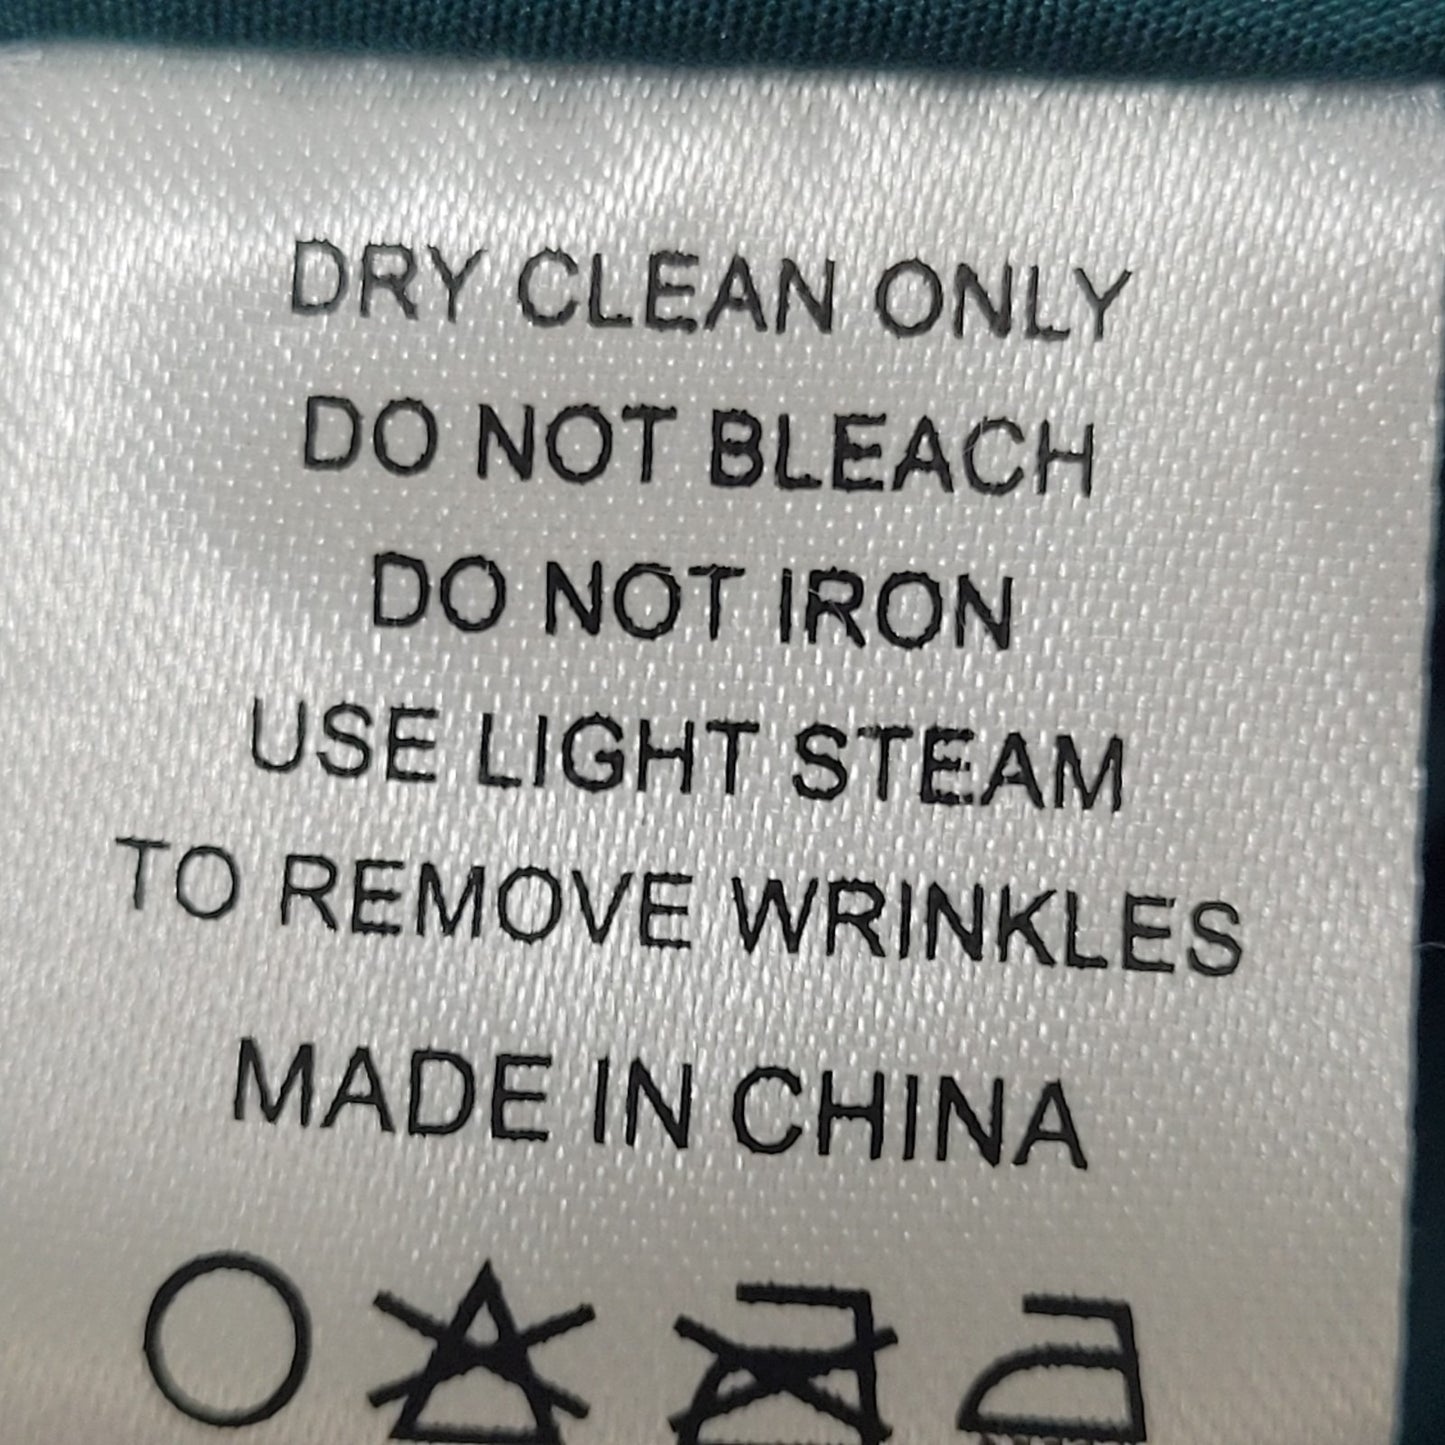 DRY CLEAN ONLY
DO NOT BLEACH
DO NOT IRON
USE LIGHT STEAM
TO REMOVE WRINKLES
MADE IN CHINA